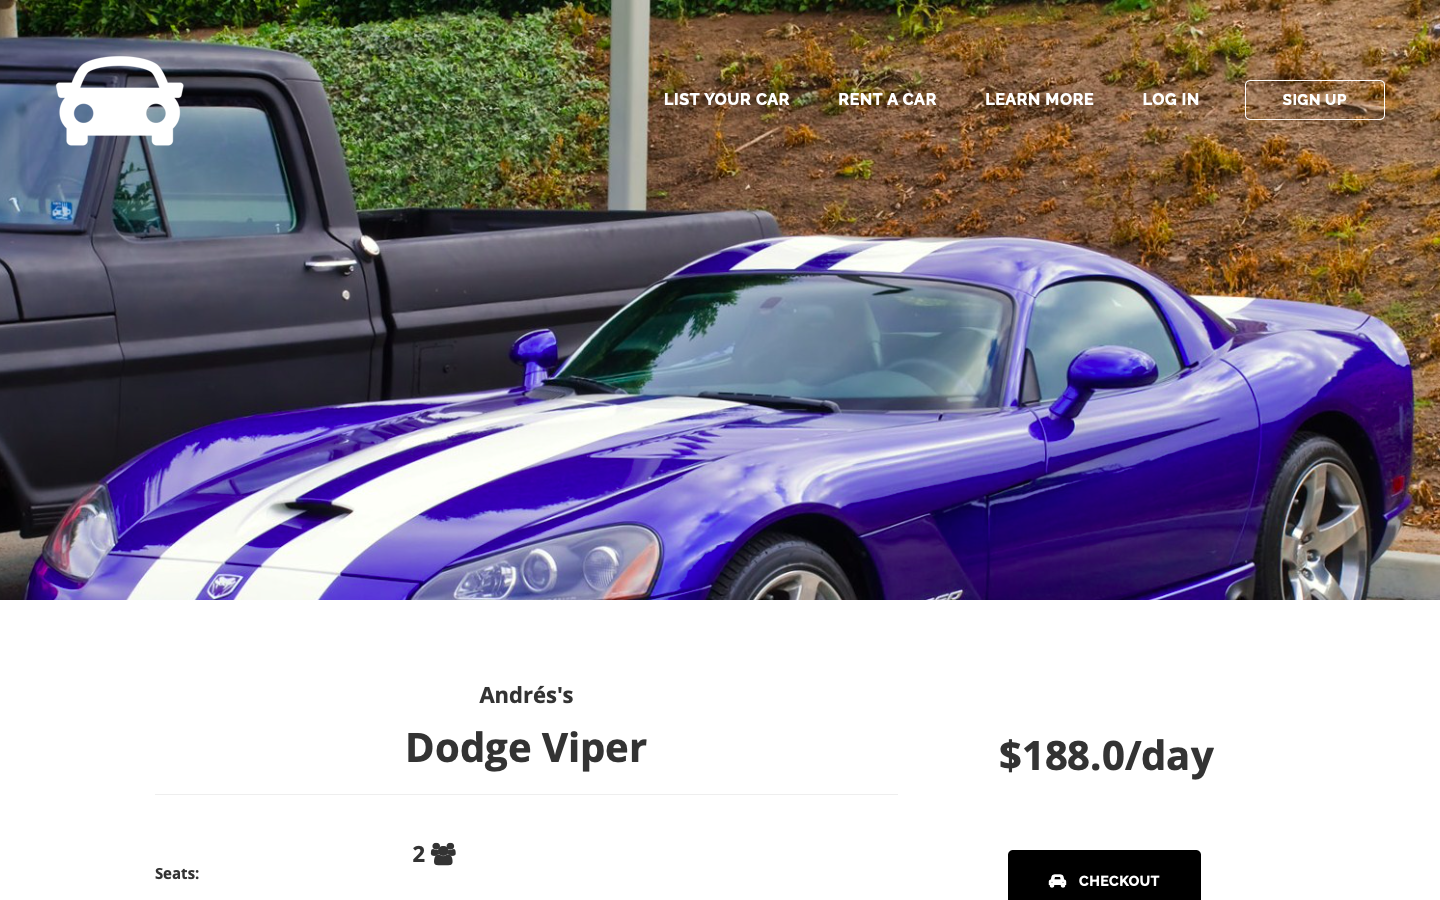 LIST YOUR CAR
RENT A CAR
LEARN MORE
LOG IN
SIGN UP
Andrés's
Dodge Viper
$188.0/day
2
Seats:
CHECKOUT